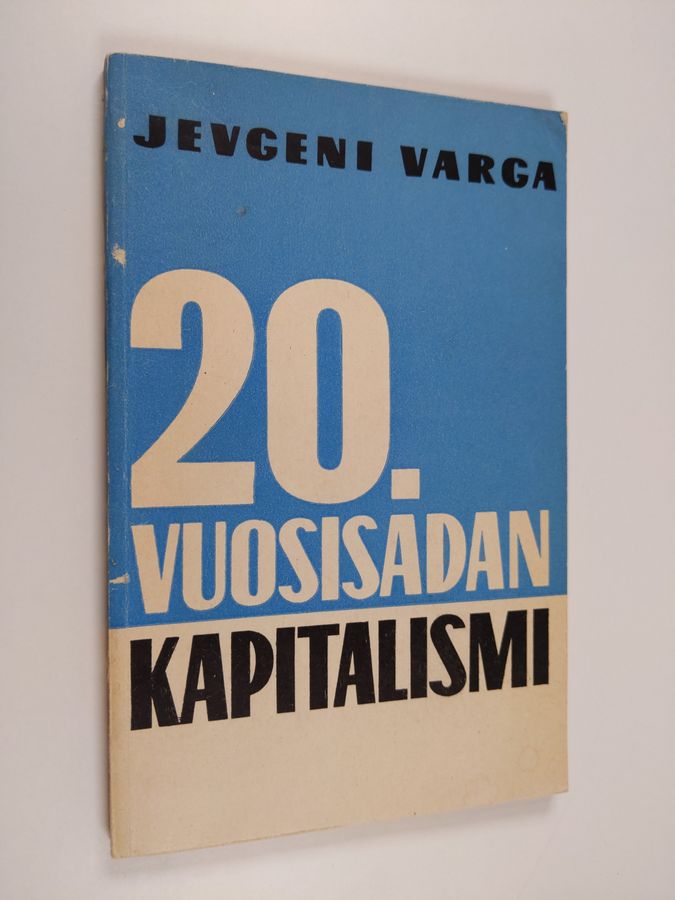 JEVGENI VARGA
20.
VUOSISADAN
KAPITALISMI